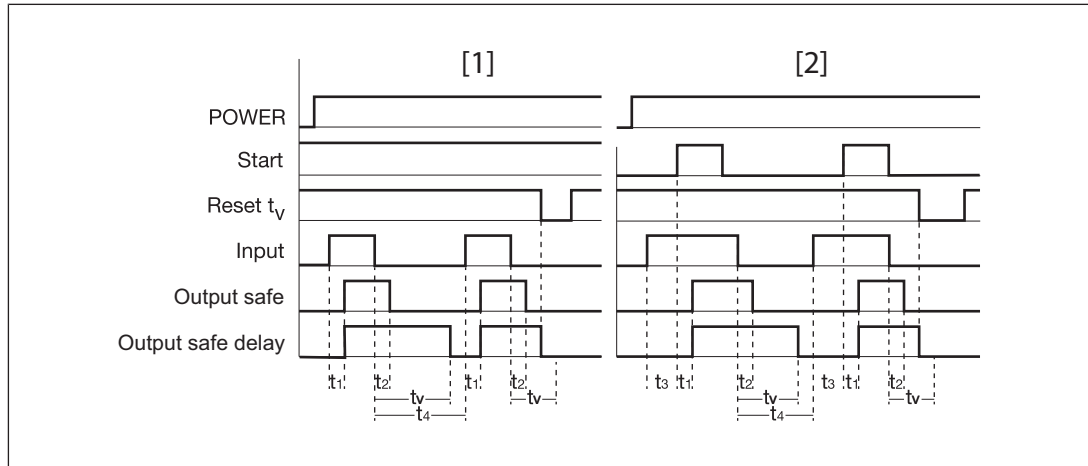 [1] [2]
POWER
Start
Reset tV
Input
Output safe
Output safe delay
t1 t2 t1 t2 t3 t1 t2 t3 t1 t2
tv tv tv tv
t4 t4